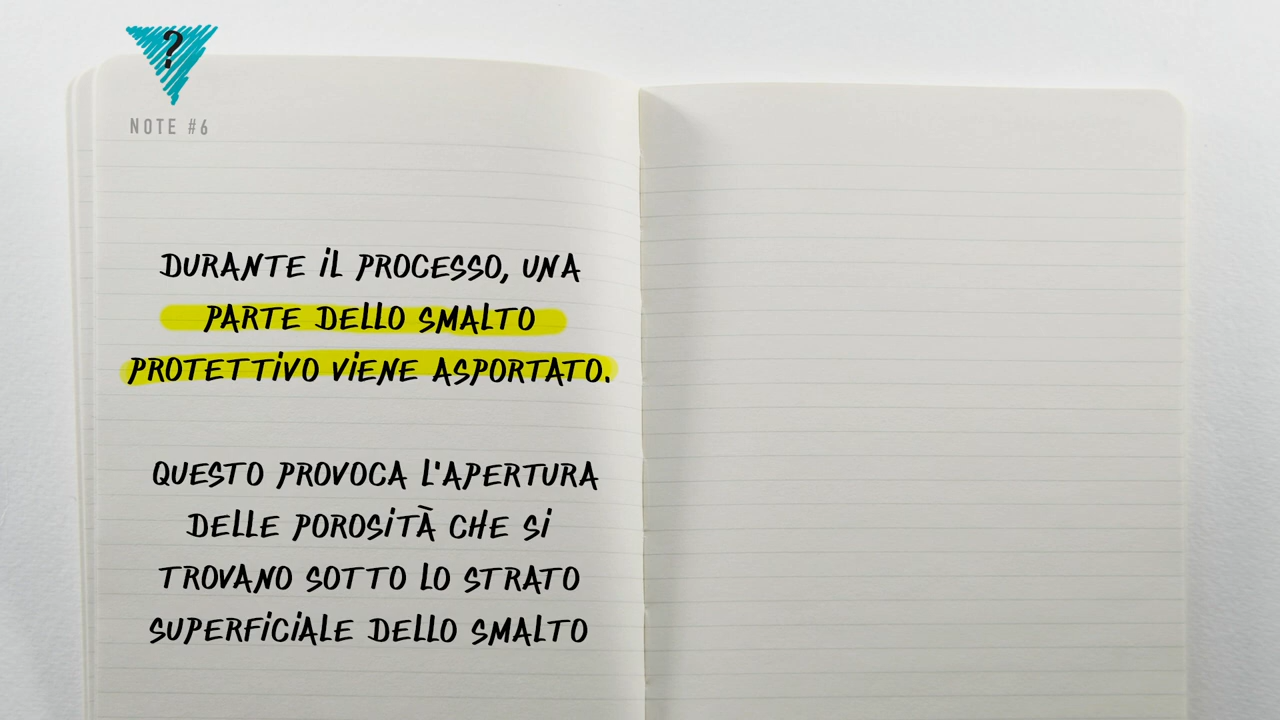 ?
NOTE #6
DURANTE IL PROCESSO, UNA
PARTE DELLO SMALTO
PROTETTIVO VIENE ASPORTATO.
QUESTO PROVOCA L'APERTURA
DELLE POROSITÀ CHE SI
TROVANO SOTTO LO STRATO
SUPERFICIALE DELLO SMALTO